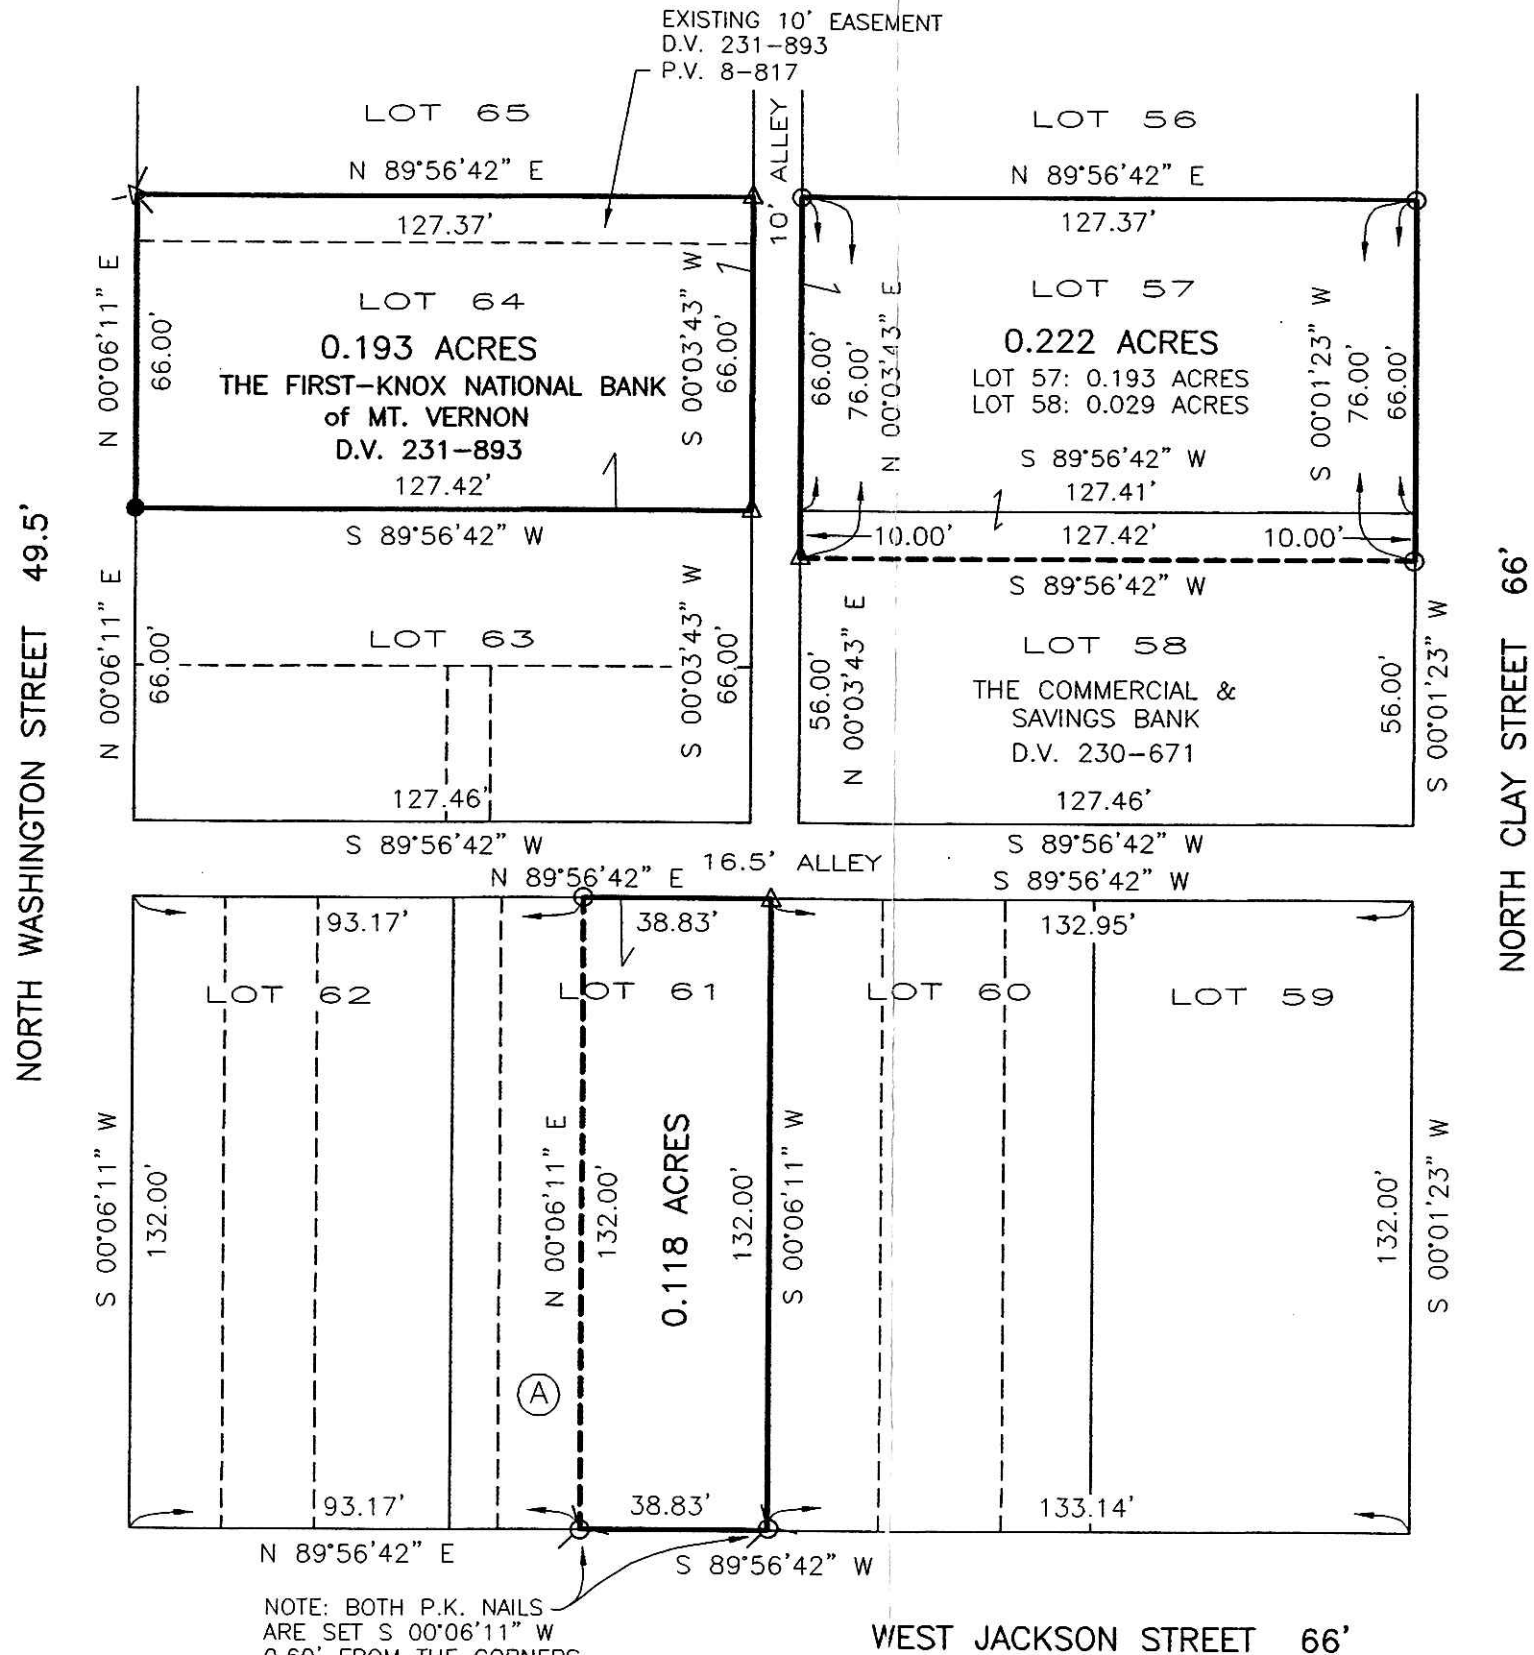 EXISTING 10' EASEMENT
D.V. 231-893
P.V. 8-817
LOT 65
10' ALLEY
LOT 56
N 89°56'42" E
N 89°56'42" E
127.37'
127.37'
N 00°06'11" E
66.00'
LOT 64
0.193 ACRES
THE FIRST-KNOX NATIONAL BANK
of MT. VERNON
D.V. 231-893
S 00°03'43" W
66.00'
127.42'
S 89°56'42" W
66.00'
76.00'
N 00°03'43" E
LOT 57
0.222 ACRES
LOT 57: 0.193 ACRES
LOT 58: 0.029 ACRES
S 89°56'42" W
127.41'
S 00°01'23" W
76.00'
66.00'
10.00'
127.42'
10.00'
S 89°56'42" W
NORTH WASHINGTON STREET 49.5'
N 00°06'11" E
66.00'
LOT 63
S 00°03'43" W
66.00'
127.46'
S 89°56'42" W
56.00'
N 00°03'43" E
LOT 58
THE COMMERCIAL &
SAVINGS BANK
D.V. 230-671
127.46'
S 89°56'42" W
56.00'
S 00°01'23" W
NORTH CLAY STREET 66'
16.5' ALLEY
N 89°56'42" E
S 89°56'42" W
93.17'
38.83'
132.95'
LOT 62
LOT 61
LOT 60
LOT 59
S 00°06'11" W
132.00'
N 00°06'11" E
132.00'
0.118 ACRES
132.00'
S 00°06'11" W
132.00'
S 00°01'23" W
A
93.17'
38.83'
133.14'
N 89°56'42" E
S 89°56'42" W
NOTE: BOTH P.K. NAILS
ARE SET S 00°06'11" W
0.60' FROM THE CORNERS
WEST JACKSON STREET 66'